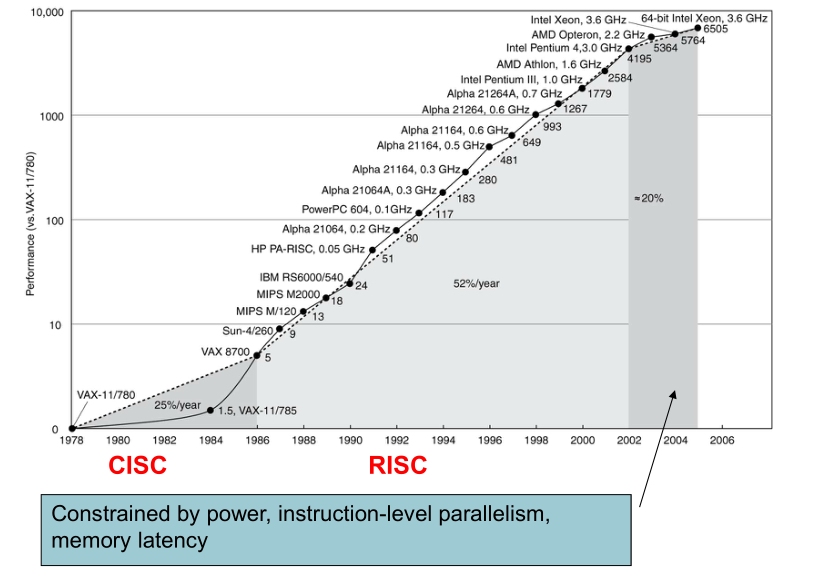 10,000
1000
100
10
0
Performance (vs.VAX-11/780)
Intel Xeon, 3.6 GHz
64-bit Intel Xeon, 3.6 GHz
6505
AMD Opteron, 2.2 GHz
5764
Intel Pentium 4,3.0 GHz
5364
4195
AMD Athlon, 1.6 GHz
2584
Intel Pentium III, 1.0 GHz
1779
Alpha 21264A, 0.7 GHz
1267
Alpha 21264, 0.6 GHz
993
Alpha 21164, 0.6 GHz
649
Alpha 21164, 0.5 GHz
481
Alpha 21164, 0.3 GHz
280
Alpha 21064A, 0.3 GHz
183
PowerPC 604, 0.1GHz
117
Alpha 21064, 0.2 GHz
80
HP PA-RISC, 0.05 GHz
51
IBM RS6000/540
24
MIPS M2000
18
MIPS M/120
13
Sun-4/260
9
VAX 8700
5
VAX-11/780
25%/year
1.5, VAX-11/785
52%/year
≈20%
1978 1980 1982 1984 1986 1988 1990 1992 1994 1996 1998 2000 2002 2004 2006
CISC
RISC
Constrained by power, instruction-level parallelism,
memory latency